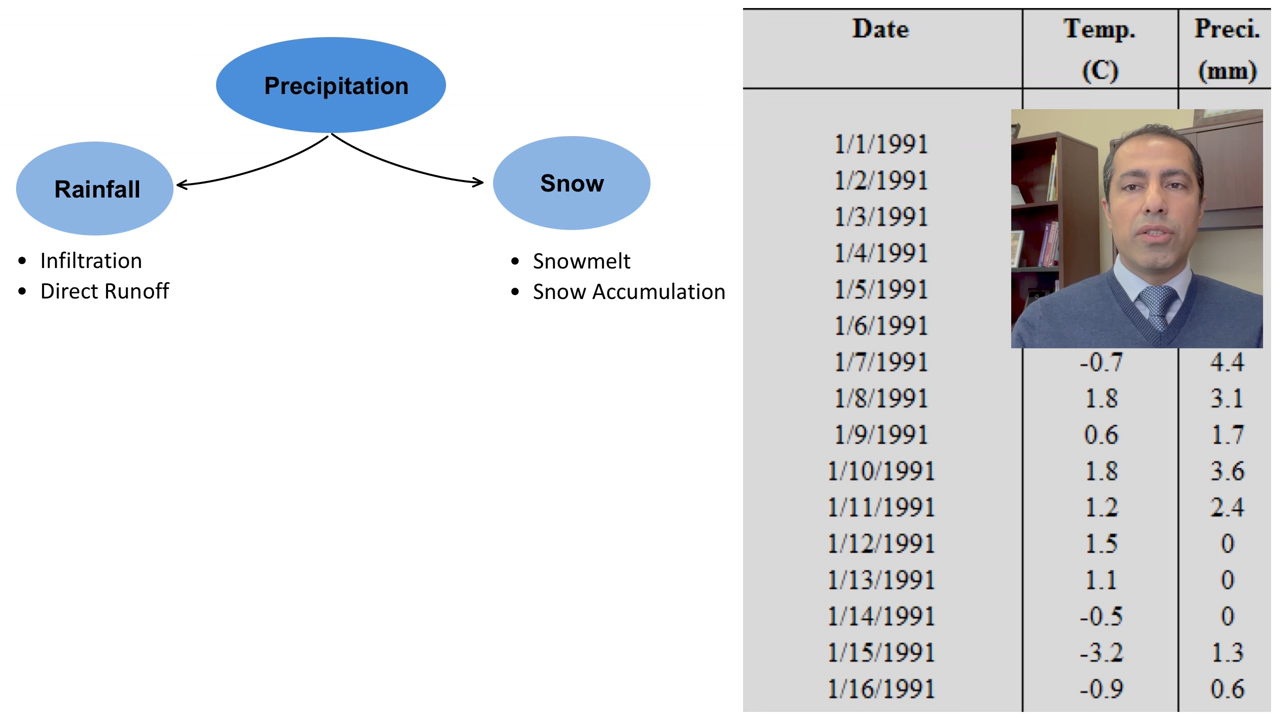 Precipitation
Rainfall
Snow
• Infiltration
• Direct Runoff
• Snowmelt
• Snow Accumulation
Date Temp. Preci.
(C) (mm)
1/1/1991
1/2/1991
1/3/1991
1/4/1991
1/5/1991
1/6/1991
1/7/1991 -0.7 4.4
1/8/1991 1.8 3.1
1/9/1991 0.6 1.7
1/10/1991 1.8 3.6
1/11/1991 1.2 2.4
1/12/1991 1.5 0
1/13/1991 1.1 0
1/14/1991 -0.5 0
1/15/1991 -3.2 1.3
1/16/1991 -0.9 0.6